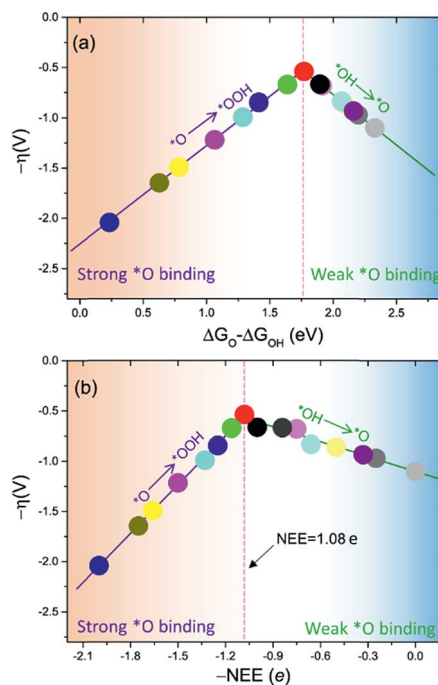 (a)
-0.0
-0.5
-1.0
-1.5
-2.0
-2.5
−η(V)
*O → *OOH
*OH → *O
Strong *O binding
Weak *O binding
0.0 0.5 1.0 1.5 2.0 2.5
ΔG_O-ΔG_OH (eV)
(b)
0.0
-0.5
-1.0
-1.5
-2.0
-2.5
−η(V)
*O → *OOH
*OH → *O
NEE=1.08 e
Strong *O binding
Weak *O binding
-2.1 -1.8 -1.5 -1.2 -0.9 -0.6 -0.3 0.0
−NEE (e)